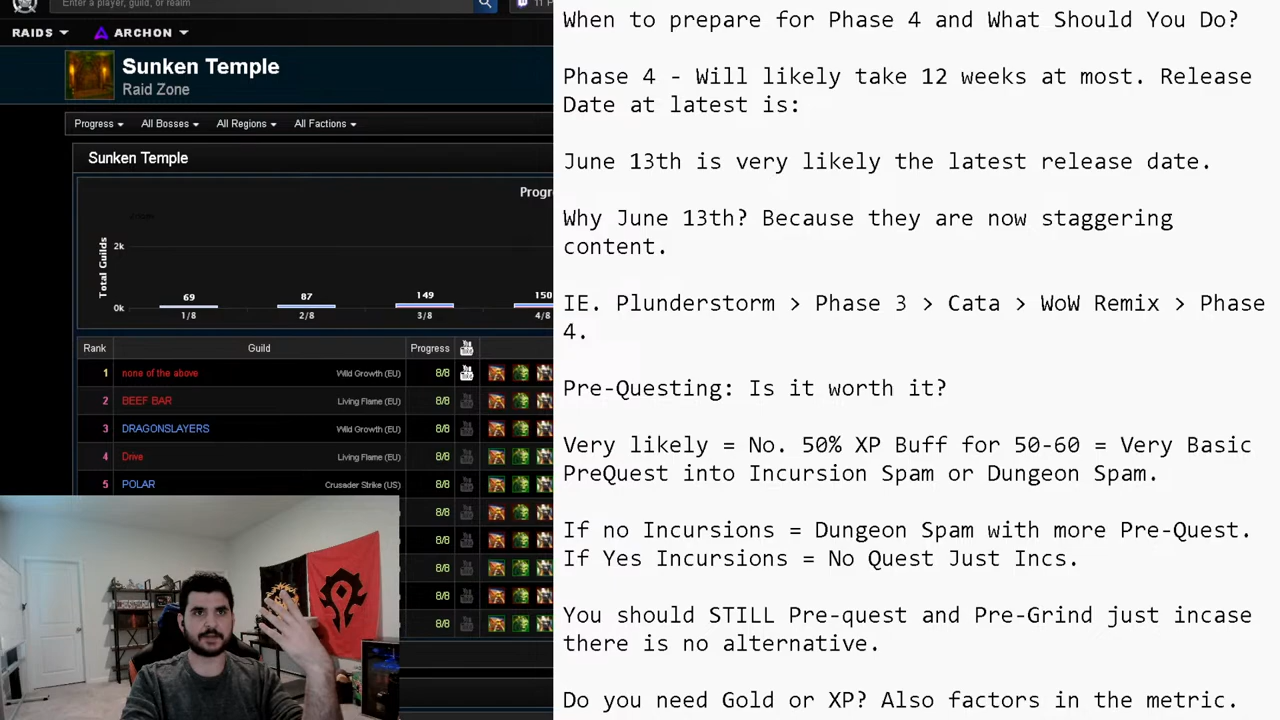 Enter a player, guild, or realm
11 P
RAIDS
ARCHON
Sunken Temple
Raid Zone
Progress
All Bosses
All Regions
All Factions
Sunken Temple
Progr
Total Guilds
2k
0k
69
87
149
150
1/8
2/8
3/8
4/8
Rank
Guild
Progress
1 none of the above Wild Growth (EU) 8/8
2 BEEF BAR Living Flame (EU) 8/8
3 DRAGONSLAYERS Wild Growth (EU) 8/8
4 Drive Living Flame (EU) 8/8
5 POLAR Crusader Strike (US) 8/8
8/8
8/8
8/8
8/8
8/8
When to prepare for Phase 4 and What Should You Do?
Phase 4 - Will likely take 12 weeks at most. Release
Date at latest is:
June 13th is very likely the latest release date.
Why June 13th? Because they are now staggering
content.
IE. Plunderstorm > Phase 3 > Cata > WoW Remix > Phase
4.
Pre-Questing: Is it worth it?
Very likely = No. 50% XP Buff for 50-60 = Very Basic
PreQuest into Incursion Spam or Dungeon Spam.
If no Incursions = Dungeon Spam with more Pre-Quest.
If Yes Incursions = No Quest Just Incs.
You should STILL Pre-quest and Pre-Grind just incase
there is no alternative.
Do you need Gold or XP? Also factors in the metric.